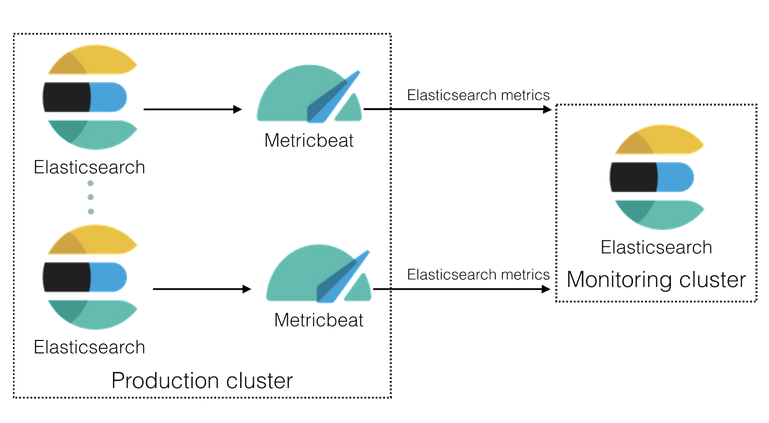 Elasticsearch
Metricbeat
Elasticsearch metrics
Elasticsearch
Metricbeat
Elasticsearch metrics
Production cluster
Elasticsearch
Monitoring cluster